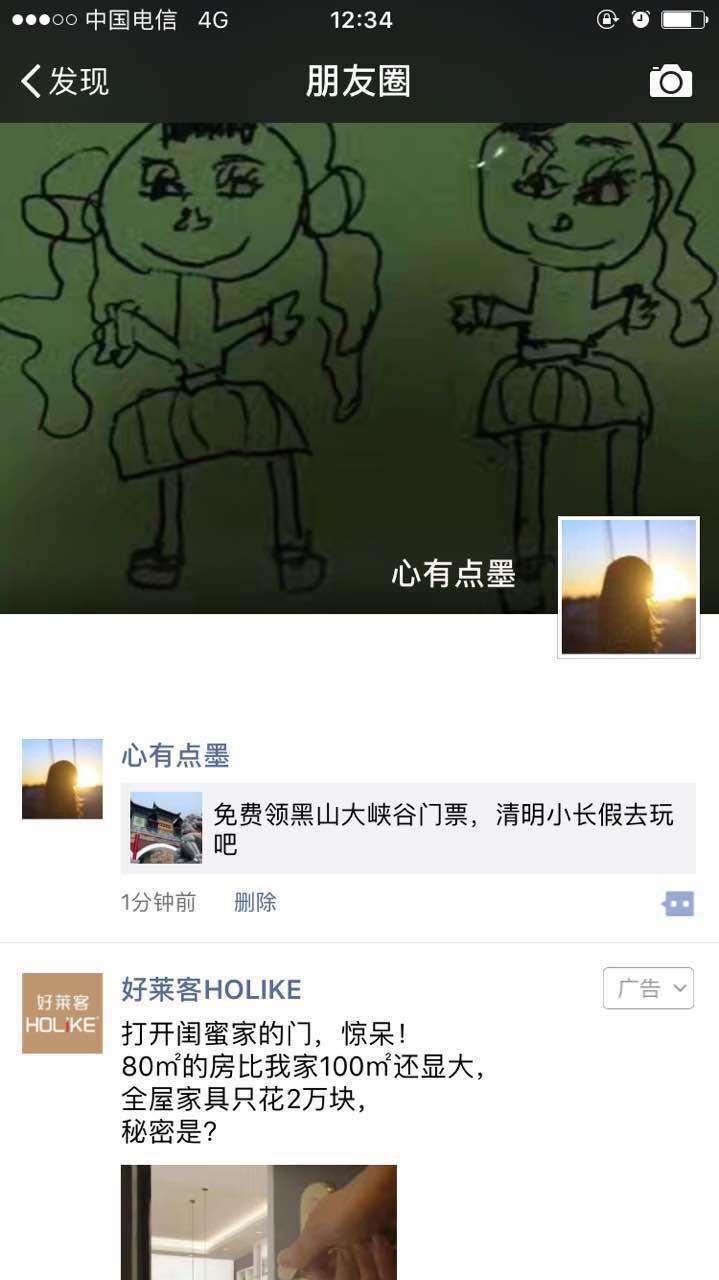 中国电信 4G 12:34
发现 朋友圈
心有点墨
心有点墨
免费领黑山大峡谷门票，清明小长假去玩
吧
1分钟前 删除
好莱客
HOLIKE
好莱客HOLIKE 广告
打开闺蜜家的门，惊呆！
80㎡的房比我家100㎡还显大，
全屋家具只花2万块，
秘密是？